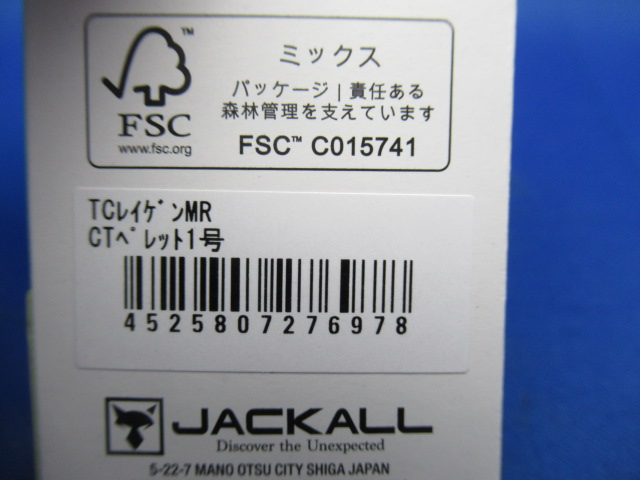 TM
FSC
www.fsc.org
ミックス
パッケージ | 責任ある
森林管理を支えています
FSC™ C015741
TCﾚｲｹﾞﾝMR
CTﾍﾟﾚｯﾄ1号
4525807276978
JACKALL
Discover the Unexpected
5-22-7 MANO OTSU CITY SHIGA JAPAN